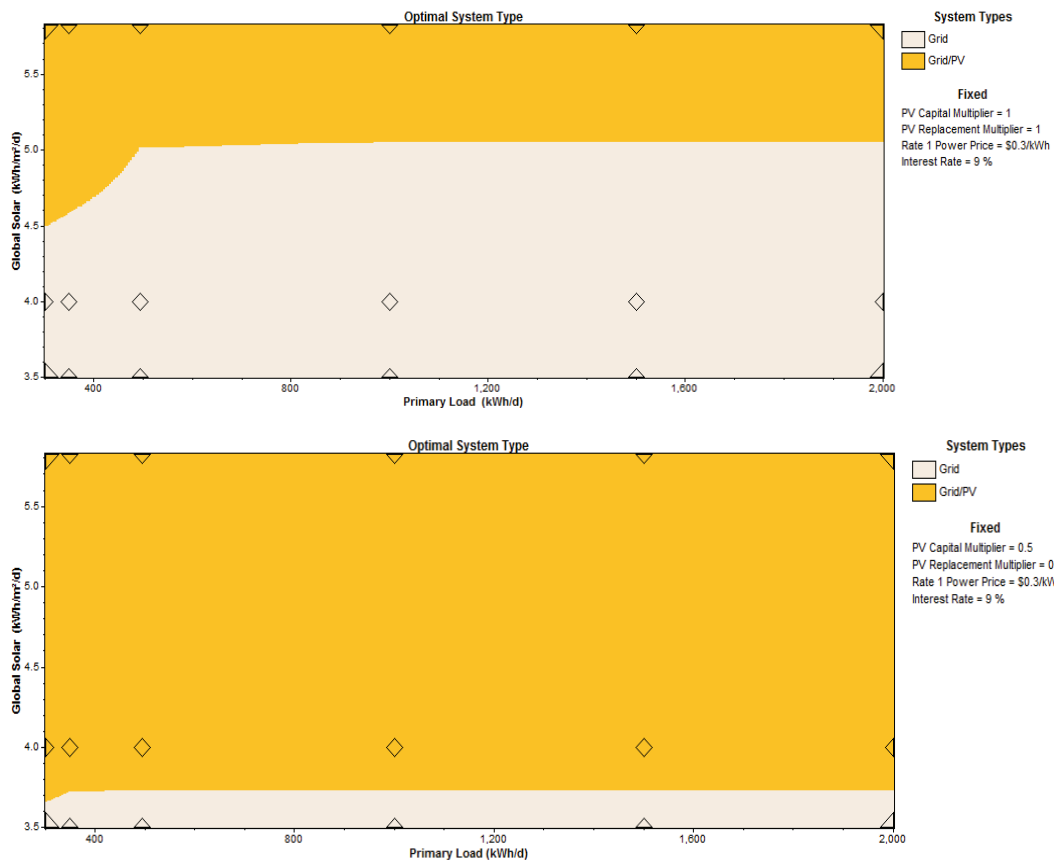 Optimal System Type
System Types
Grid
Grid/PV
Fixed
PV Capital Multiplier = 1
PV Replacement Multiplier = 1
Rate 1 Power Price = $0.3/kWh
Interest Rate = 9 %
Global Solar (kWh/m²/d)
5.5
5.0
4.5
4.0
3.5
400
800
1,200
1,600
2,000
Primary Load (kWh/d)
Optimal System Type
System Types
Grid
Grid/PV
Fixed
PV Capital Multiplier = 0.5
PV Replacement Multiplier = 0
Rate 1 Power Price = $0.3/kW
Interest Rate = 9 %
Global Solar (kWh/m²/d)
5.5
5.0
4.5
4.0
3.5
400
800
1,200
1,600
2,000
Primary Load (kWh/d)